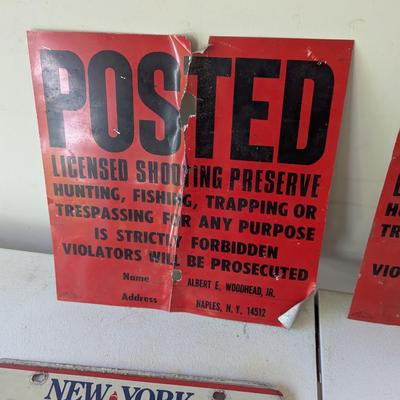 POSTED
LICENSED SHOOTING PRESERVE
HUNTING, FISHING, TRAPPING OR
TRESPASSING FOR ANY PURPOSE
IS STRICTLY FORBIDDEN
VIOLATORS WILL BE PROSECUTED
Name ALBERT E. WOODHEAD, JR.
Address NAPLES, N. Y. 14512
NEW YORK